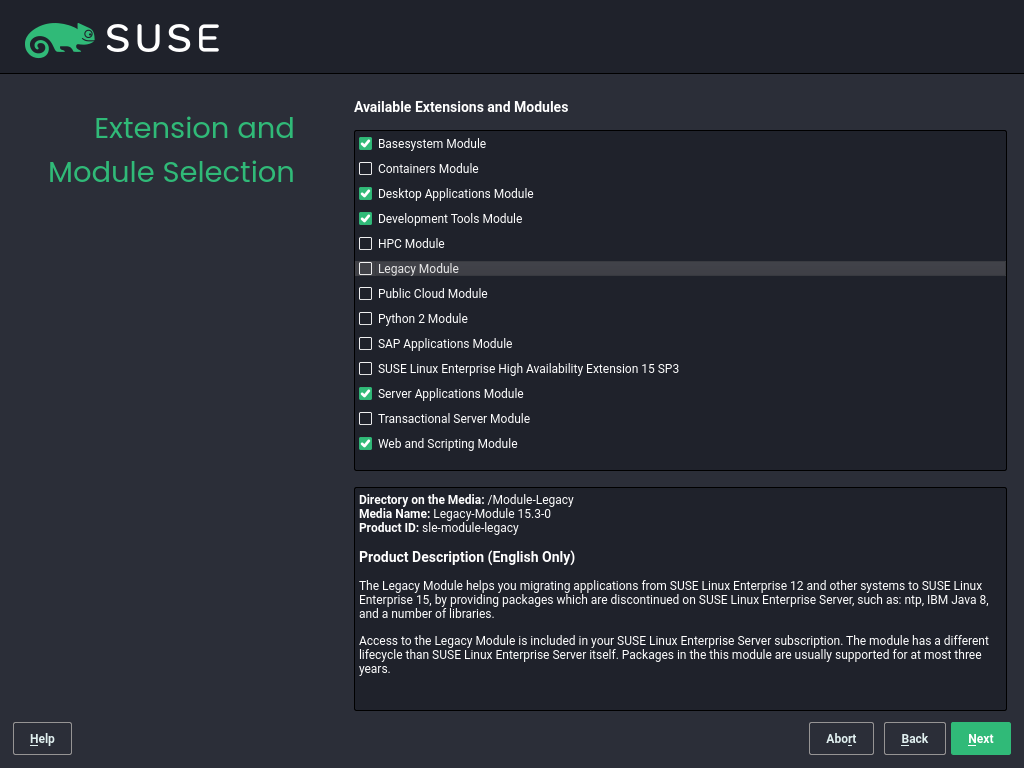 SUSE
Extension and
Module Selection
Available Extensions and Modules
Basesystem Module
Containers Module
Desktop Applications Module
Development Tools Module
HPC Module
Legacy Module
Public Cloud Module
Python 2 Module
SAP Applications Module
SUSE Linux Enterprise High Availability Extension 15 SP3
Server Applications Module
Transactional Server Module
Web and Scripting Module
Directory on the Media: /Module-Legacy
Media Name: Legacy-Module 15.3-0
Product ID: sle-module-legacy
Product Description (English Only)
The Legacy Module helps you migrating applications from SUSE Linux Enterprise 12 and other systems to SUSE Linux
Enterprise 15, by providing packages which are discontinued on SUSE Linux Enterprise Server, such as: ntp, IBM Java 8,
and a number of libraries.
Access to the Legacy Module is included in your SUSE Linux Enterprise Server subscription. The module has a different
lifecycle than SUSE Linux Enterprise Server itself. Packages in the this module are usually supported for at most three
years.
Help
Abort
Back
Next